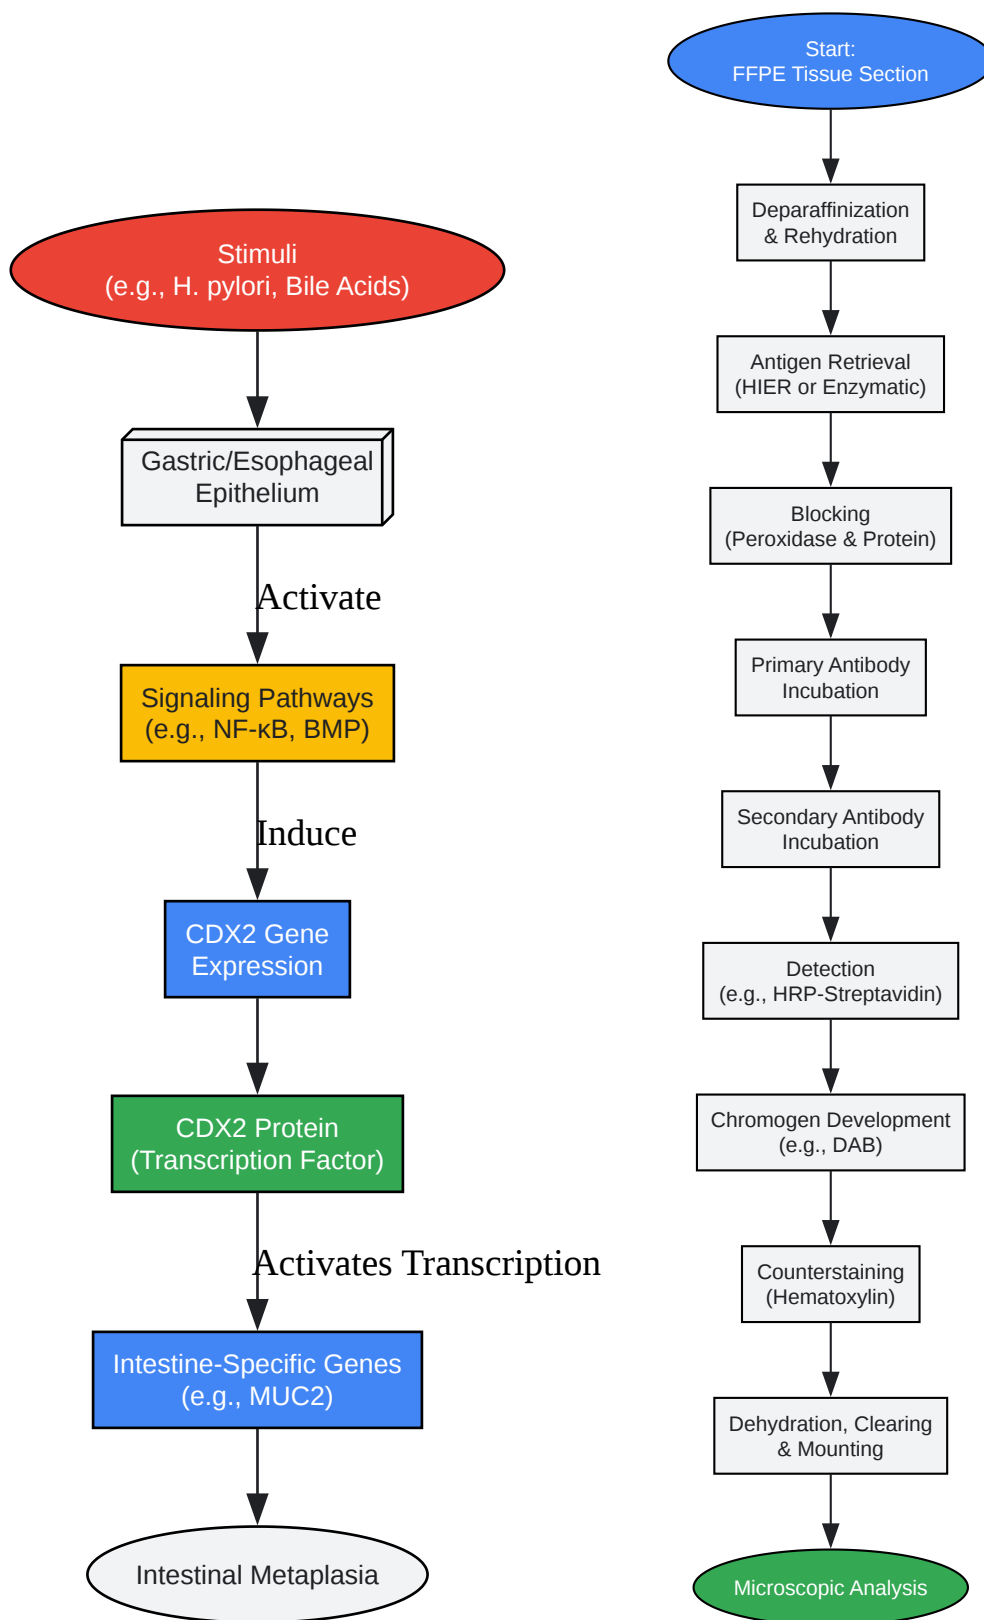 Stimuli
(e.g., H. pylori, Bile Acids)
Gastric/Esophageal
Epithelium
Activate
Signaling Pathways
(e.g., NF-κB, BMP)
Induce
CDX2 Gene
Expression
CDX2 Protein
(Transcription Factor)
Activates Transcription
Intestine-Specific Genes
(e.g., MUC2)
Intestinal Metaplasia
Start:
FFPE Tissue Section
Deparaffinization
& Rehydration
Antigen Retrieval
(HIER or Enzymatic)
Blocking
(Peroxidase & Protein)
Primary Antibody
Incubation
Secondary Antibody
Incubation
Detection
(e.g., HRP-Streptavidin)
Chromogen Development
(e.g., DAB)
Counterstaining
(Hematoxylin)
Dehydration, Clearing
& Mounting
Microscopic Analysis